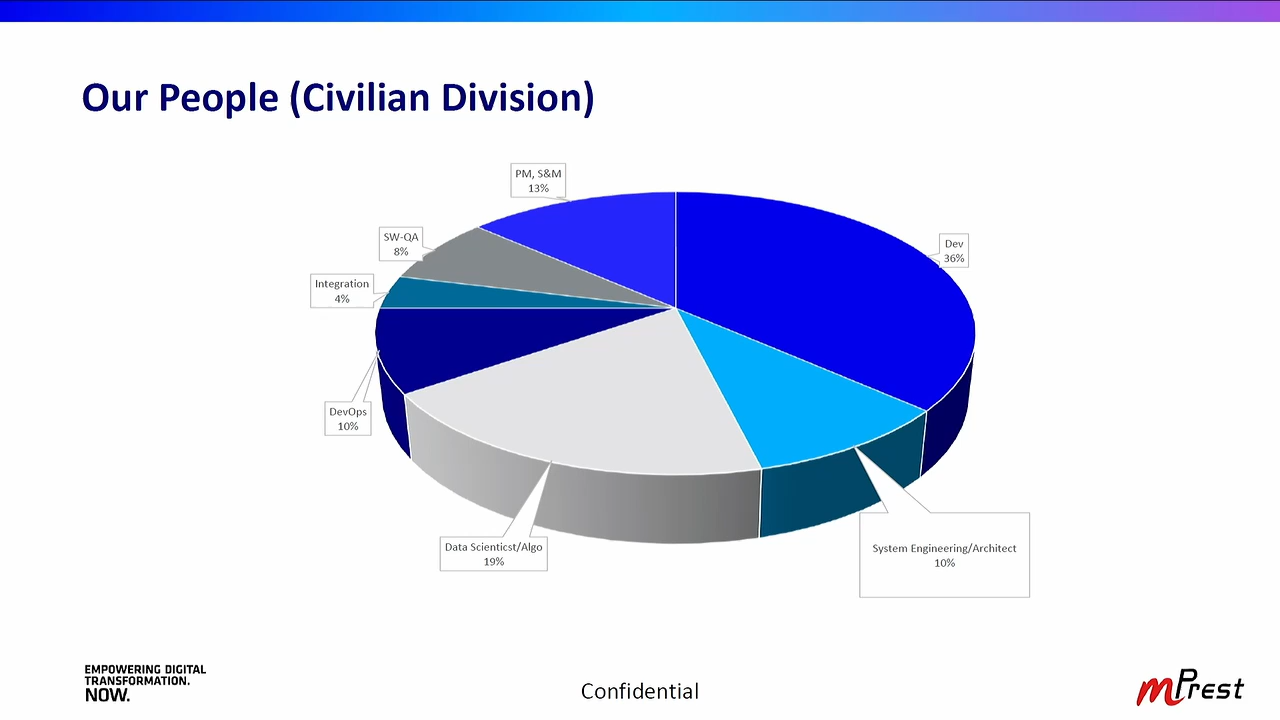 Our People (Civilian Division)
PM, S&M
13%
SW-QA
8%
Dev
36%
Integration
4%
DevOps
10%
Data Scienticst/Algo
19%
System Engineering/Architect
10%
EMPOWERING DIGITAL
TRANSFORMATION.
NOW.
Confidential
mPrest